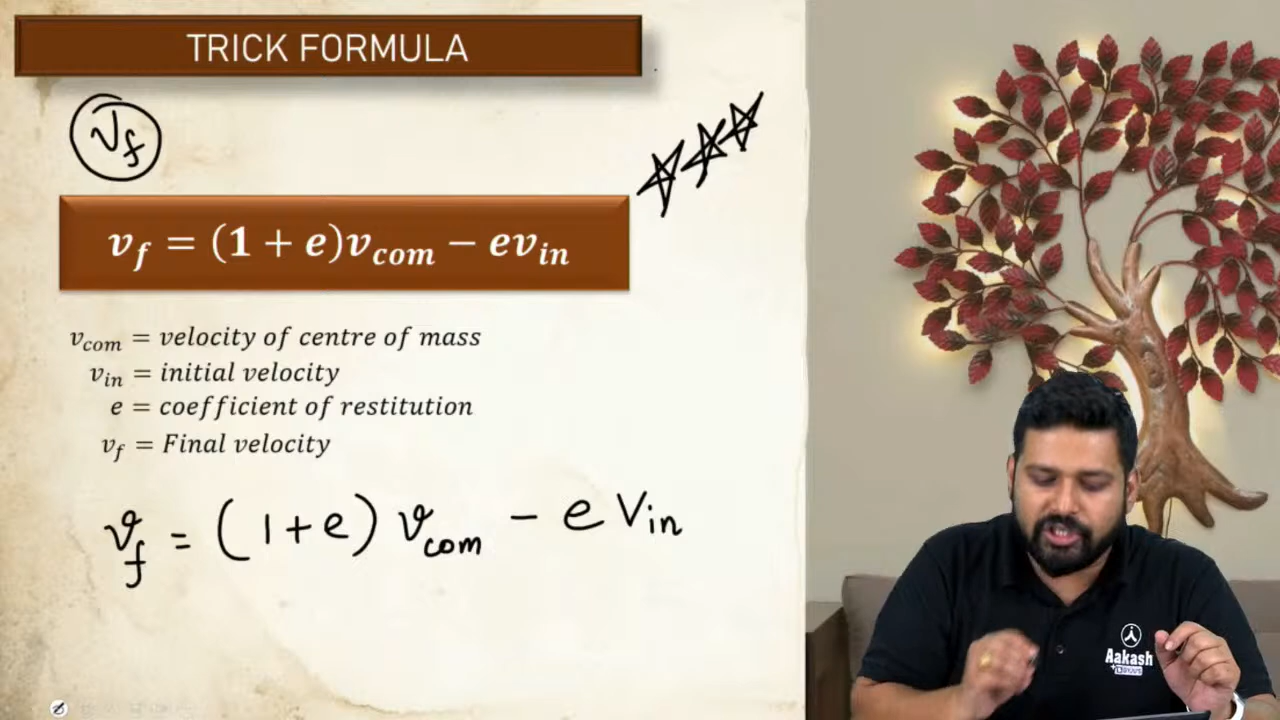 TRICK FORMULA
v_f
v_f = (1 + e)v_com − ev_in
v_com = velocity of centre of mass
v_in = initial velocity
e = coefficient of restitution
v_f = Final velocity
v_f = (1+e) v_com − e v_in
Aakash
BYJU'S